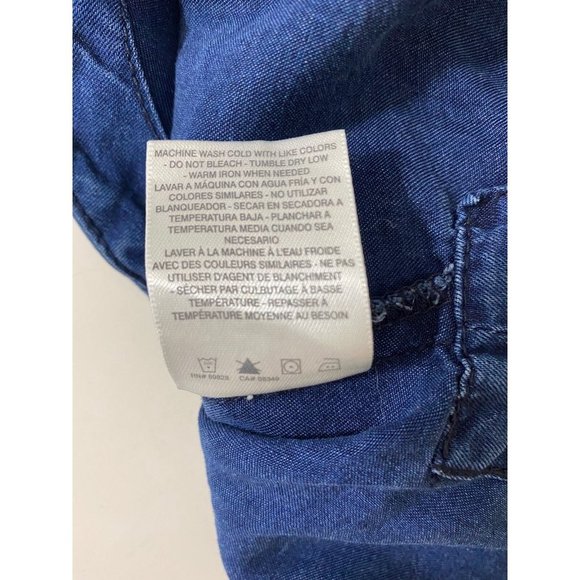 MACHINE WASH COLD WITH LIKE COLORS
- DO NOT BLEACH - TUMBLE DRY LOW
- WARM IRON WHEN NEEDED
LAVAR A MÁQUINA CON AGUA FRÍA Y CON
COLORES SIMILARES - NO UTILIZAR
BLANQUEADOR - SECAR EN SECADORA A
TEMPERATURA BAJA - PLANCHAR A
TEMPERATURA MEDIA CUANDO SEA
NECESARIO
LAVER À LA MACHINE À L'EAU FROIDE
AVEC DES COULEURS SIMILAIRES - NE PAS
UTILISER D'AGENT DE BLANCHIMENT
- SÉCHER PAR CULBUTAGE À BASSE
TEMPÉRATURE - REPASSER À
TEMPÉRATURE MOYENNE AU BESOIN
RN# CA#